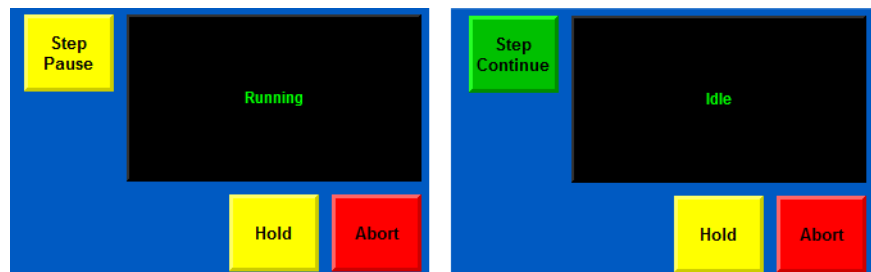 Step
Pause
Running
Hold
Abort
Step
Continue
Idle
Hold
Abort